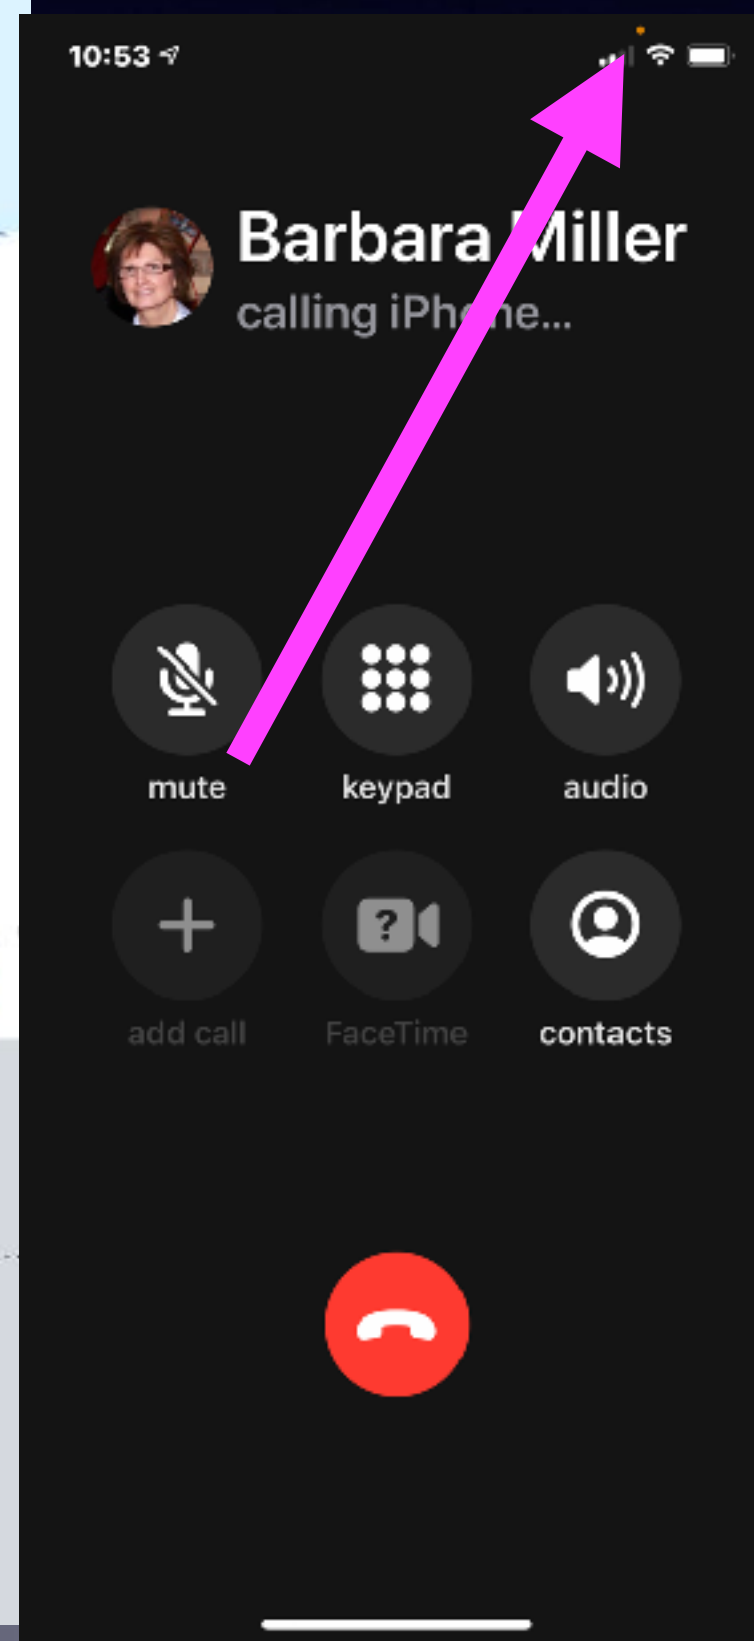 10:53
Barbara Miller
calling iPhone...
mute
keypad
audio
add call
FaceTime
contacts